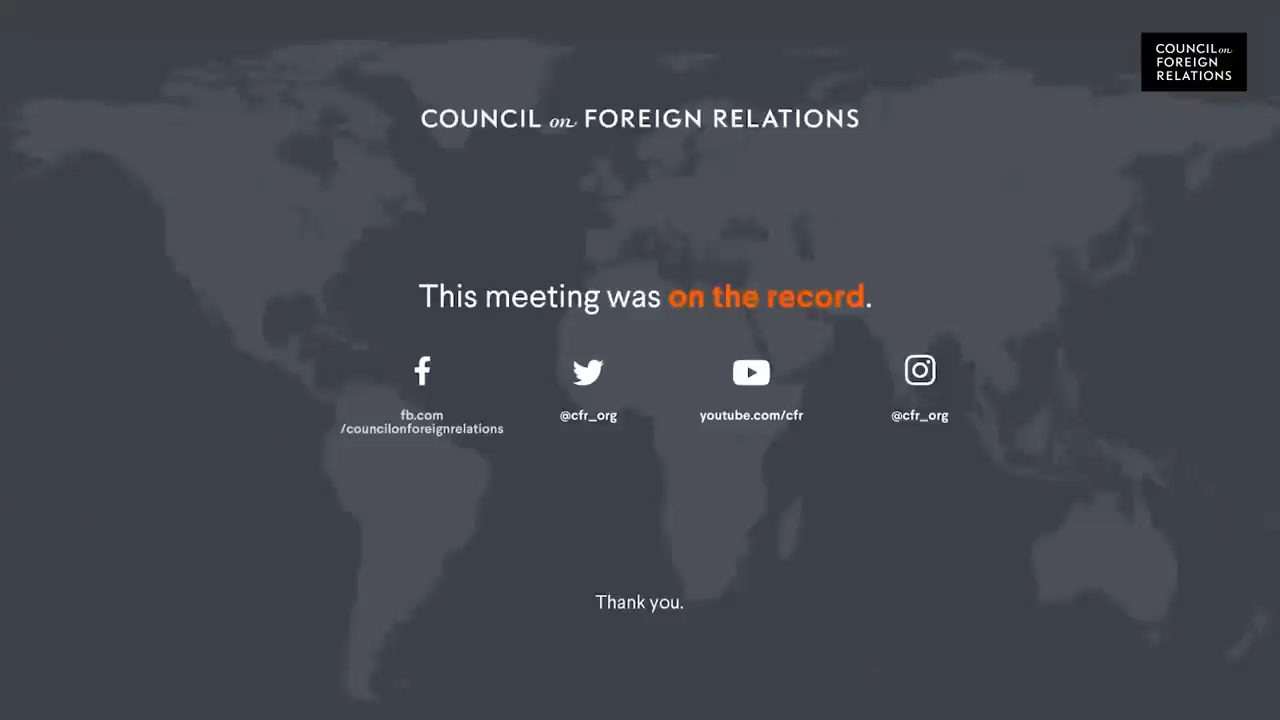 COUNCIL on
FOREIGN
RELATIONS
COUNCIL on FOREIGN RELATIONS
This meeting was on the record.
fb.com
/councilonforeignrelations
@cfr_org
youtube.com/cfr
@cfr_org
Thank you.